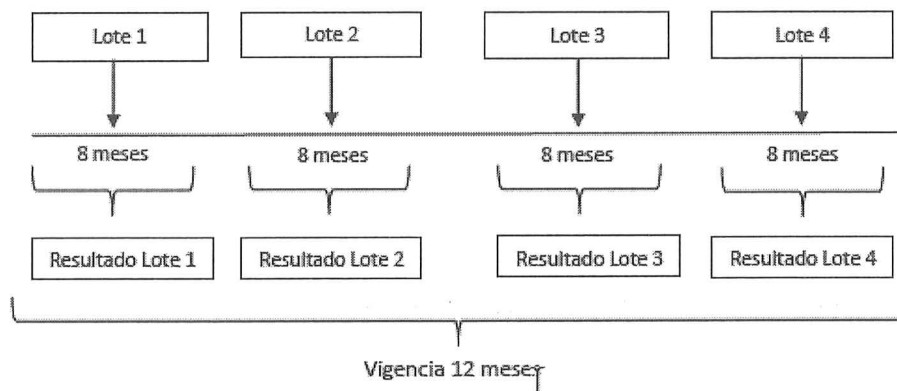 Lote 1 Lote 2 Lote 3 Lote 4
8 meses 8 meses 8 meses 8 meses
Resultado Lote 1 Resultado Lote 2 Resultado Lote 3 Resultado Lote 4
Vigencia 12 meses